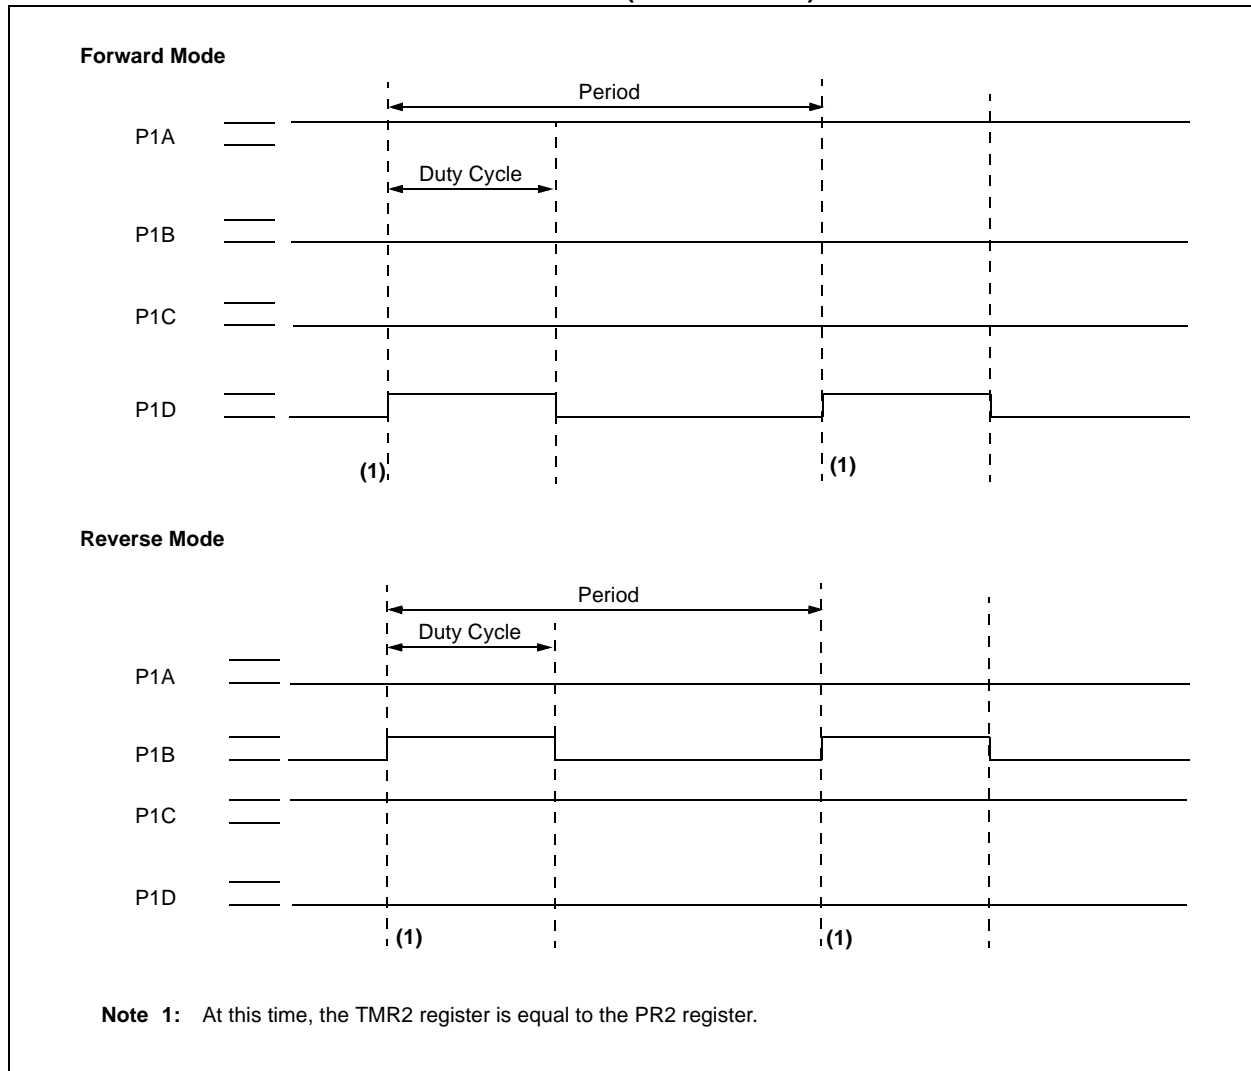 Forward Mode
Period
P1A
Duty Cycle
P1B
P1C
P1D
(1)
(1)
Reverse Mode
Period
Duty Cycle
P1A
P1B
P1C
P1D
(1)
(1)
Note 1: At this time, the TMR2 register is equal to the PR2 register.